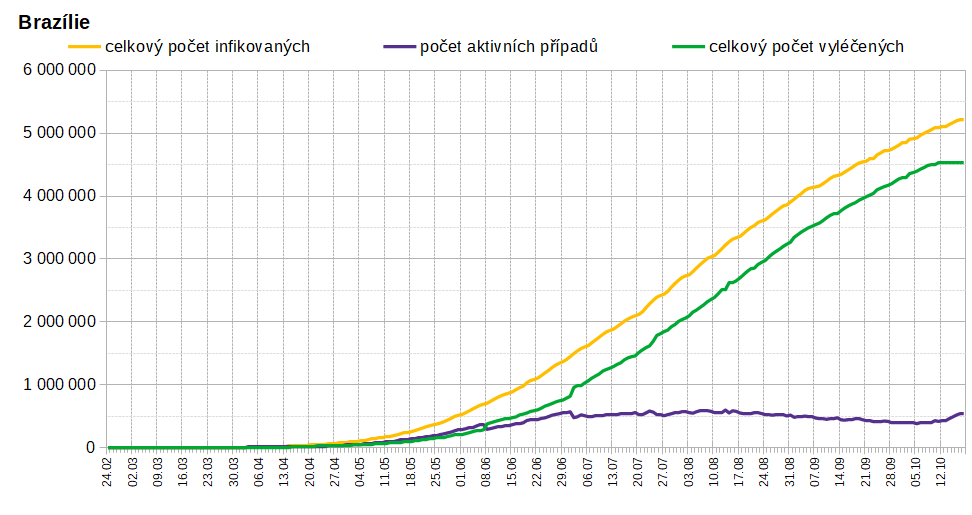 Brazílie
celkový počet infikovaných počet aktivních případů celkový počet vyléčených
6 000 000
5 000 000
4 000 000
3 000 000
2 000 000
1 000 000
0
24.02 02.03 09.03 16.03 23.03 30.03 06.04 13.04 20.04 27.04 04.05 11.05 18.05 25.05 01.06 08.06 15.06 22.06 29.06 06.07 13.07 20.07 27.07 03.08 10.08 17.08 24.08 31.08 07.09 14.09 21.09 28.09 05.10 12.10